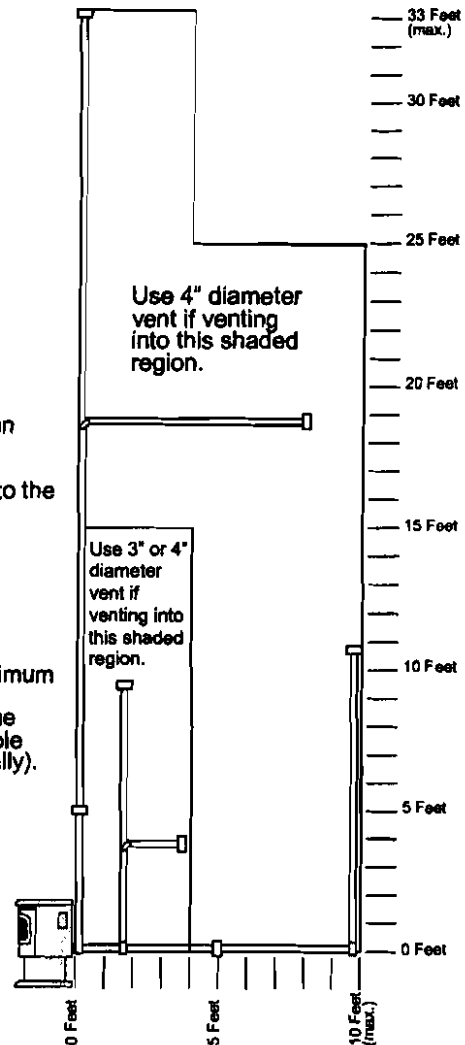 33 Feet
(max.)
30 Feet
25 Feet
Use 4" diameter
vent if venting
into this shaded
region.
20 Feet
to the
15 Feet
Use 3" or 4"
diameter
vent if
venting into
this shaded
region.
10 Feet
5 Feet
0 Feet
0 Feet
5 Feet
10 Feet
(max.)